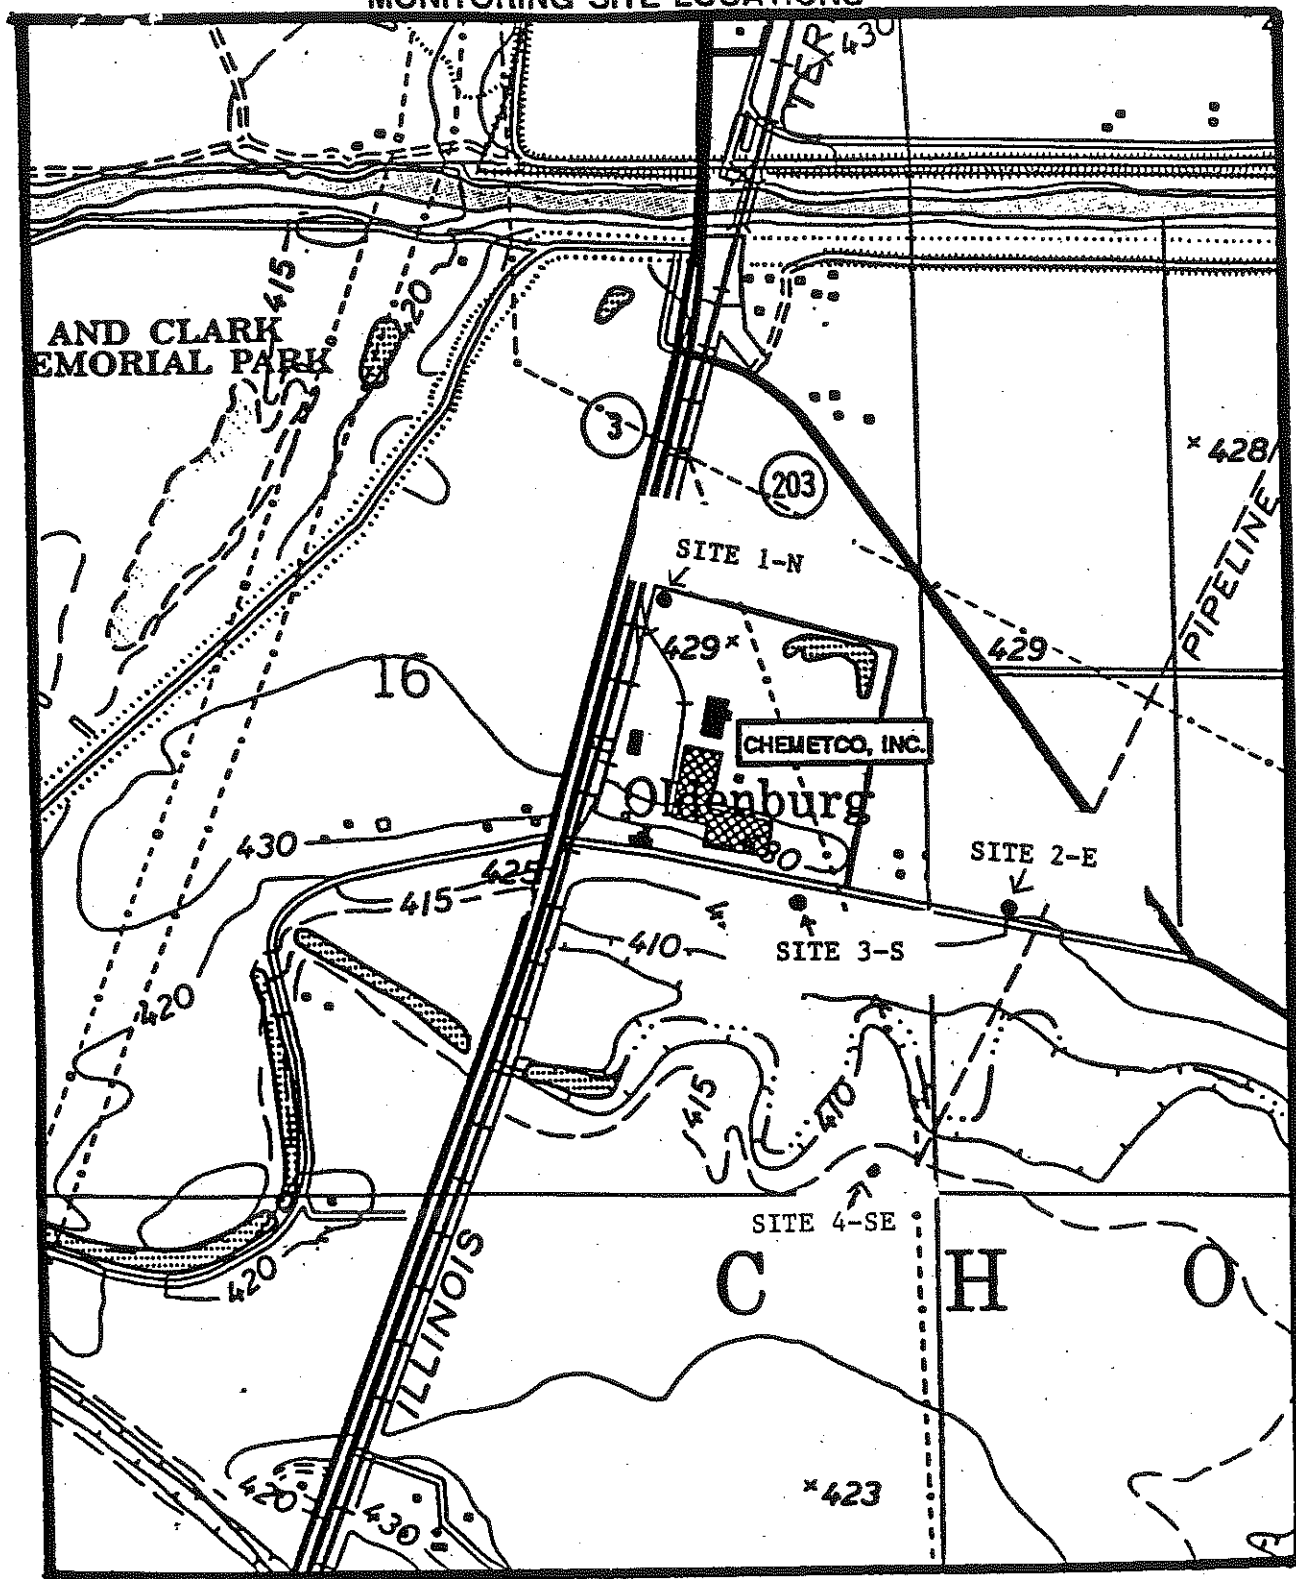 MONITORING SITE LOCATIONS
TER
430
415
420
AND CLARK
EMORIAL PARK
3
203
428
PIPELINE
SITE 1-N
429
429
16
CHEMETCO, INC.
Oldenburg
430
425
415
SITE 2-E
410
SITE 3-S
420
415
410
SITE 4-SE
420
C H O
ILLINOIS
423
420
430